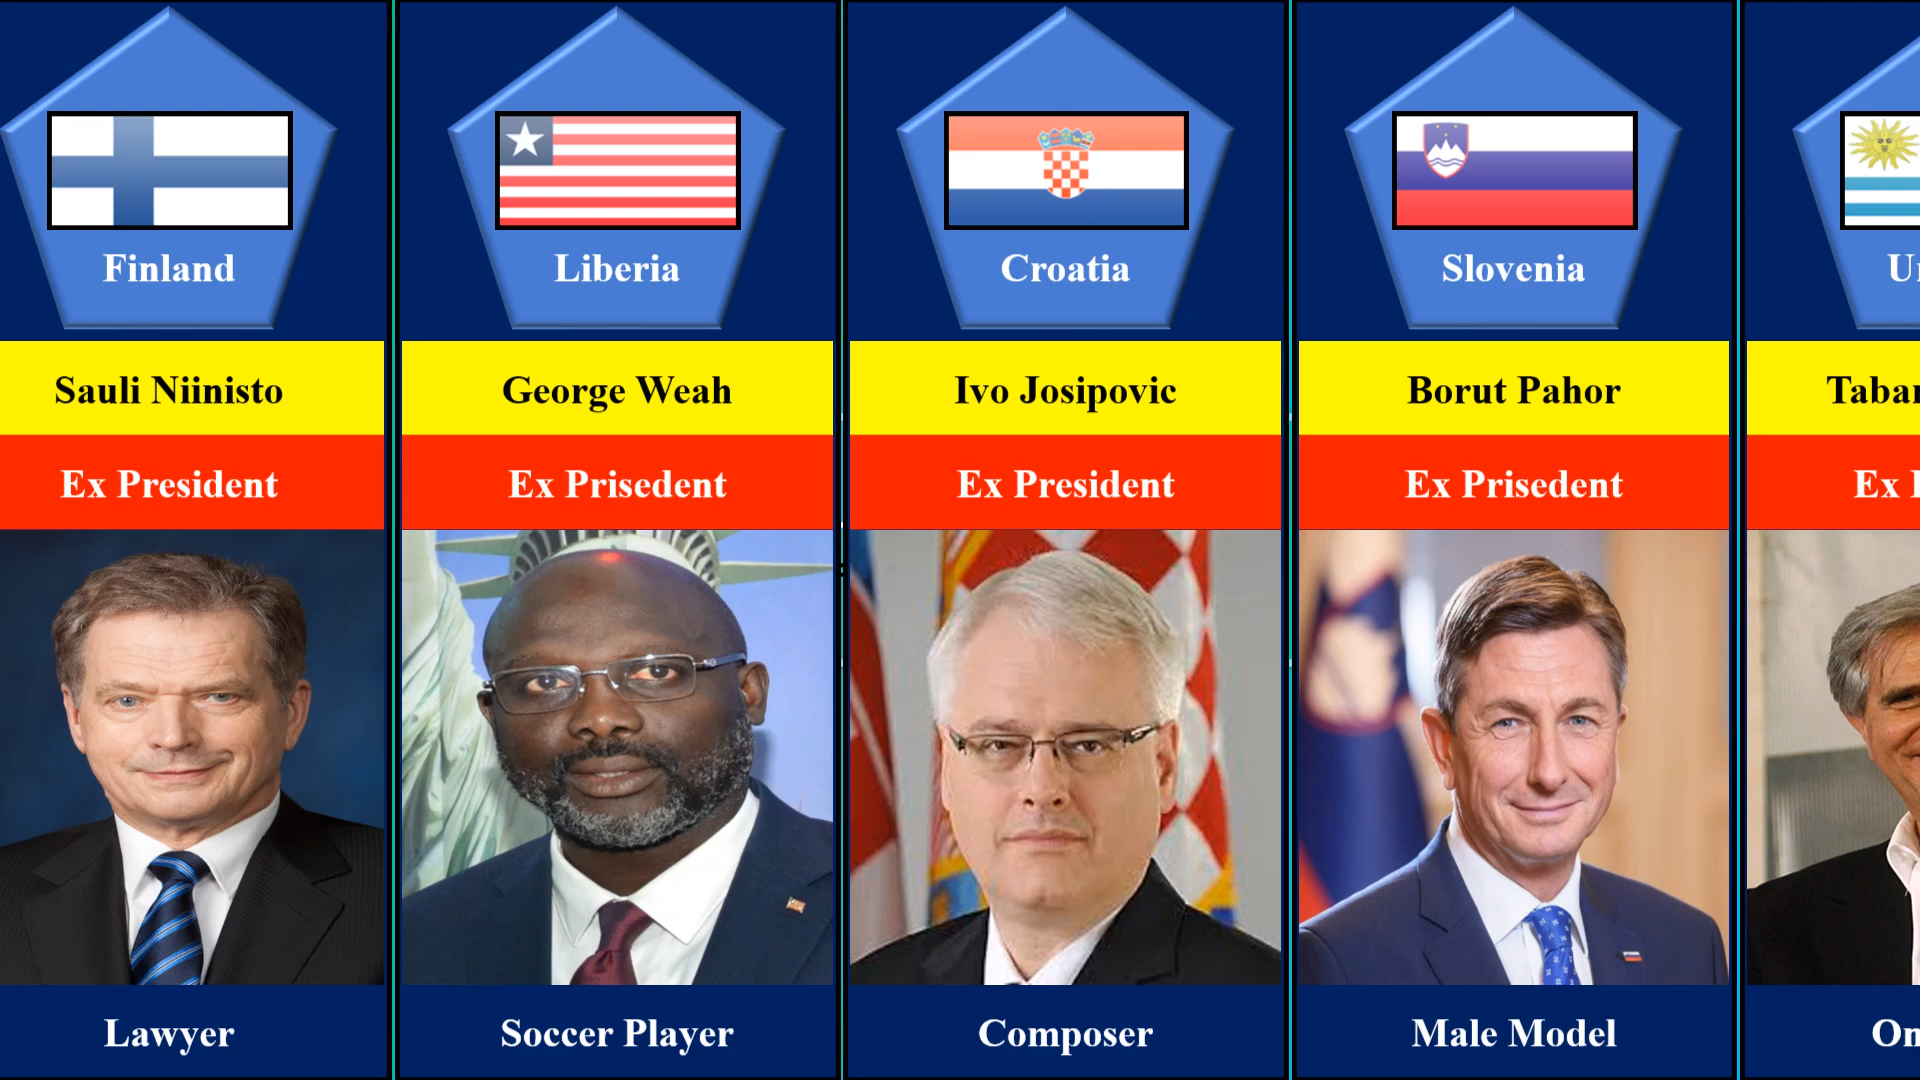 Finland
Sauli Niinisto
Ex President
Lawyer
Liberia
George Weah
Ex Prisedent
Soccer Player
Croatia
Ivo Josipovic
Ex President
Composer
Slovenia
Borut Pahor
Ex Prisedent
Male Model
Ex